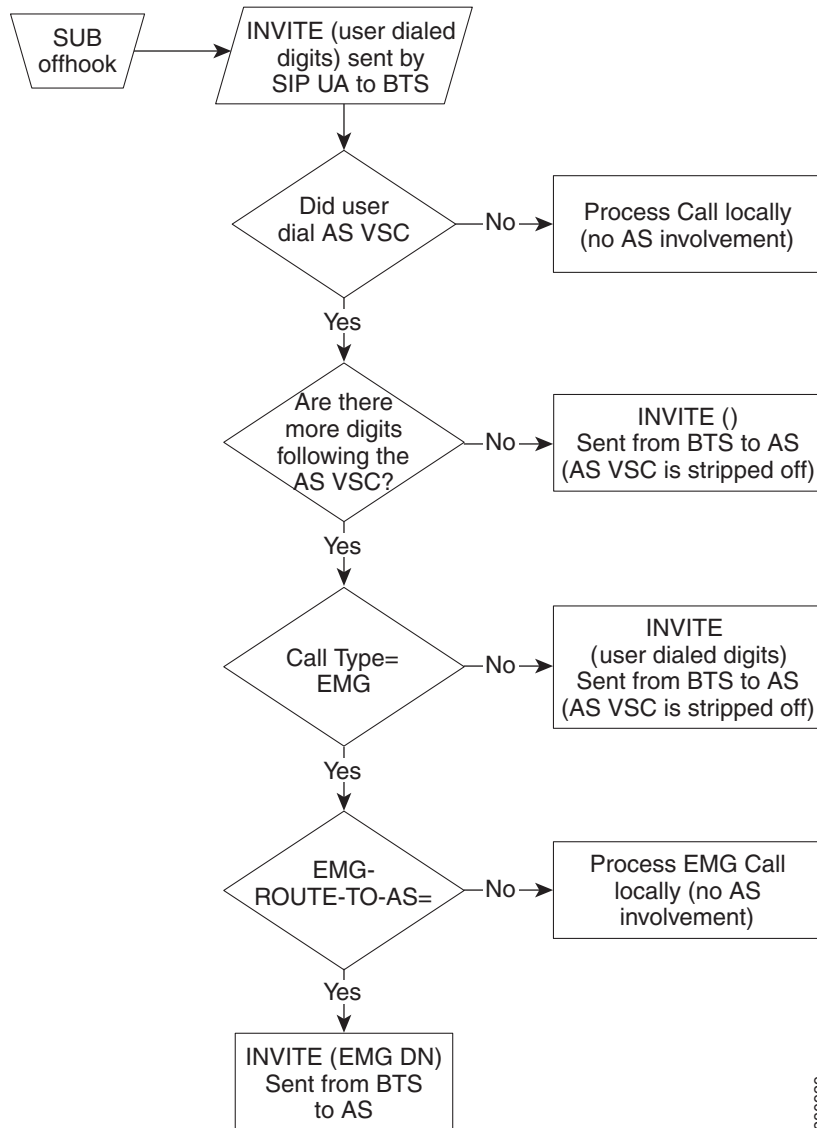 SUB
offhook
INVITE (user dialed
digits) sent by
SIP UA to BTS
Did user
dial AS VSC
No
Process Call locally
(no AS involvement)
Yes
Are there
more digits
following the
AS VSC?
No
INVITE ()
Sent from BTS to AS
(AS VSC is stripped off)
Yes
Call Type=
EMG
No
INVITE
(user dialed digits)
Sent from BTS to AS
(AS VSC is stripped off)
Yes
EMG-
ROUTE-TO-AS=
No
Process EMG Call
locally (no AS
involvement)
Yes
INVITE (EMG DN)
Sent from BTS
to AS